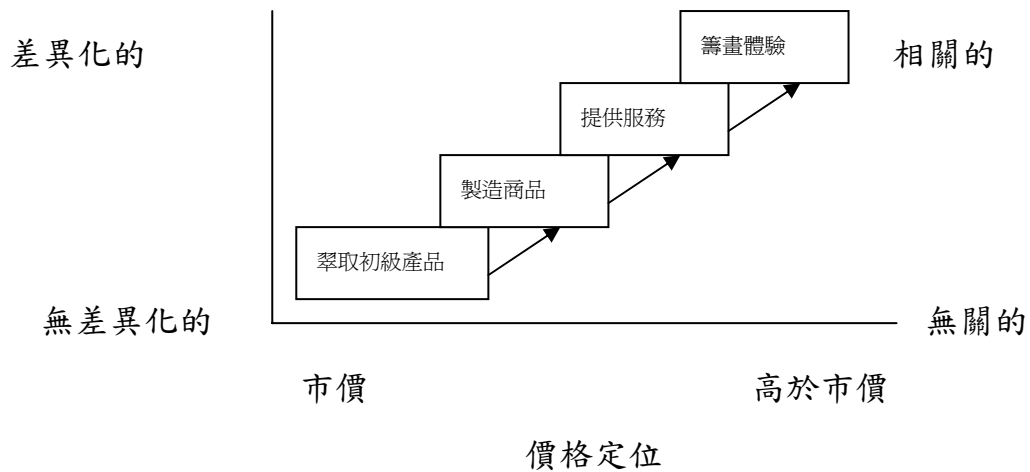 差異化的
籌畫體驗
相關的
提供服務
製造商品
翠取初級產品
無差異化的
無關的
市價
高於市價
價格定位